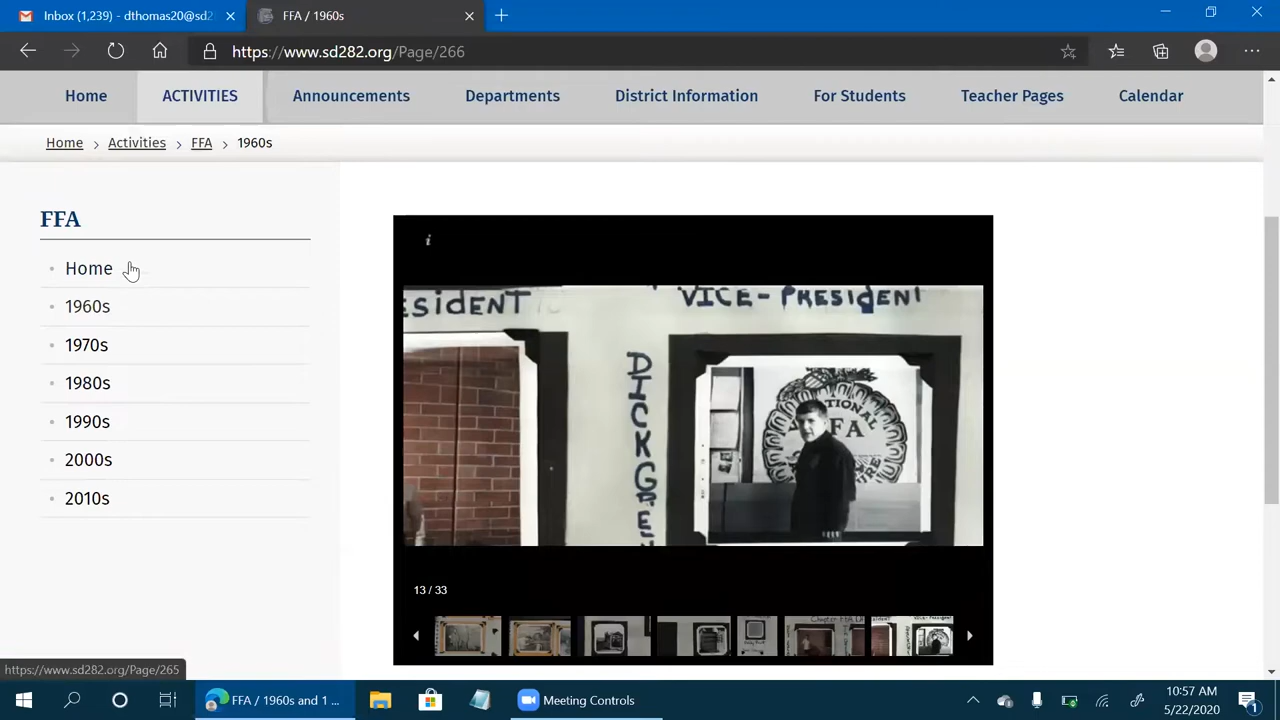 Inbox (1,239) - dthomas20@sd2
FFA / 1960s
https://www.sd282.org/Page/266
Home
ACTIVITIES
Announcements
Departments
District Information
For Students
Teacher Pages
Calendar
Home > Activities > FFA > 1960s
FFA
Home
1960s
1970s
1980s
1990s
2000s
2010s
i
ESidENT
VICE-PRESIdENT
DICK
FFA
13 / 33
https://www.sd282.org/Page/265
FFA / 1960s and 1 ...
Meeting Controls
10:57 AM
5/22/2020
1